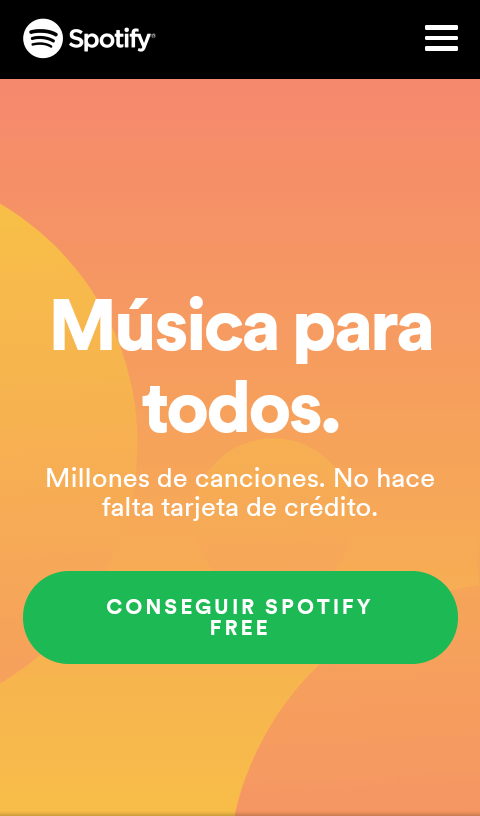 Spotify®
Música para
todos.
Millones de canciones. No hace
falta tarjeta de crédito.
CONSEGUIR SPOTIFY
FREE